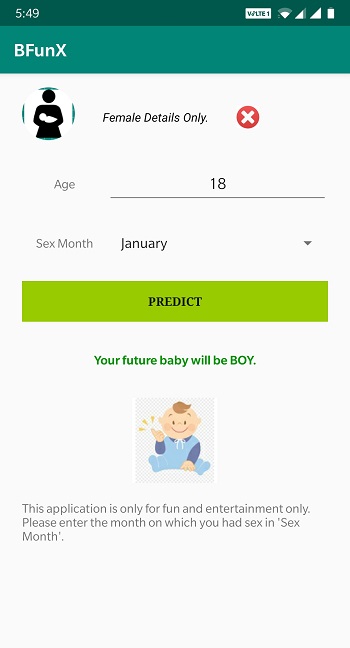 5:49
VoLTE 1
BFunX
Female Details Only.
Age
18
Sex Month
January
PREDICT
Your future baby will be BOY.
This application is only for fun and entertainment only.
Please enter the month on which you had sex in 'Sex
Month'.